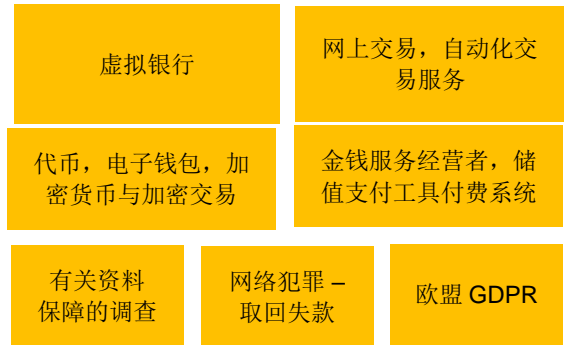 虚拟银行
网上交易，自动化交
易服务
代币，电子钱包，加
密货币与加密交易
金钱服务经营者，储
值支付工具付费系统
有关资料
保障的调查
网络犯罪 –
取回失款
欧盟 GDPR